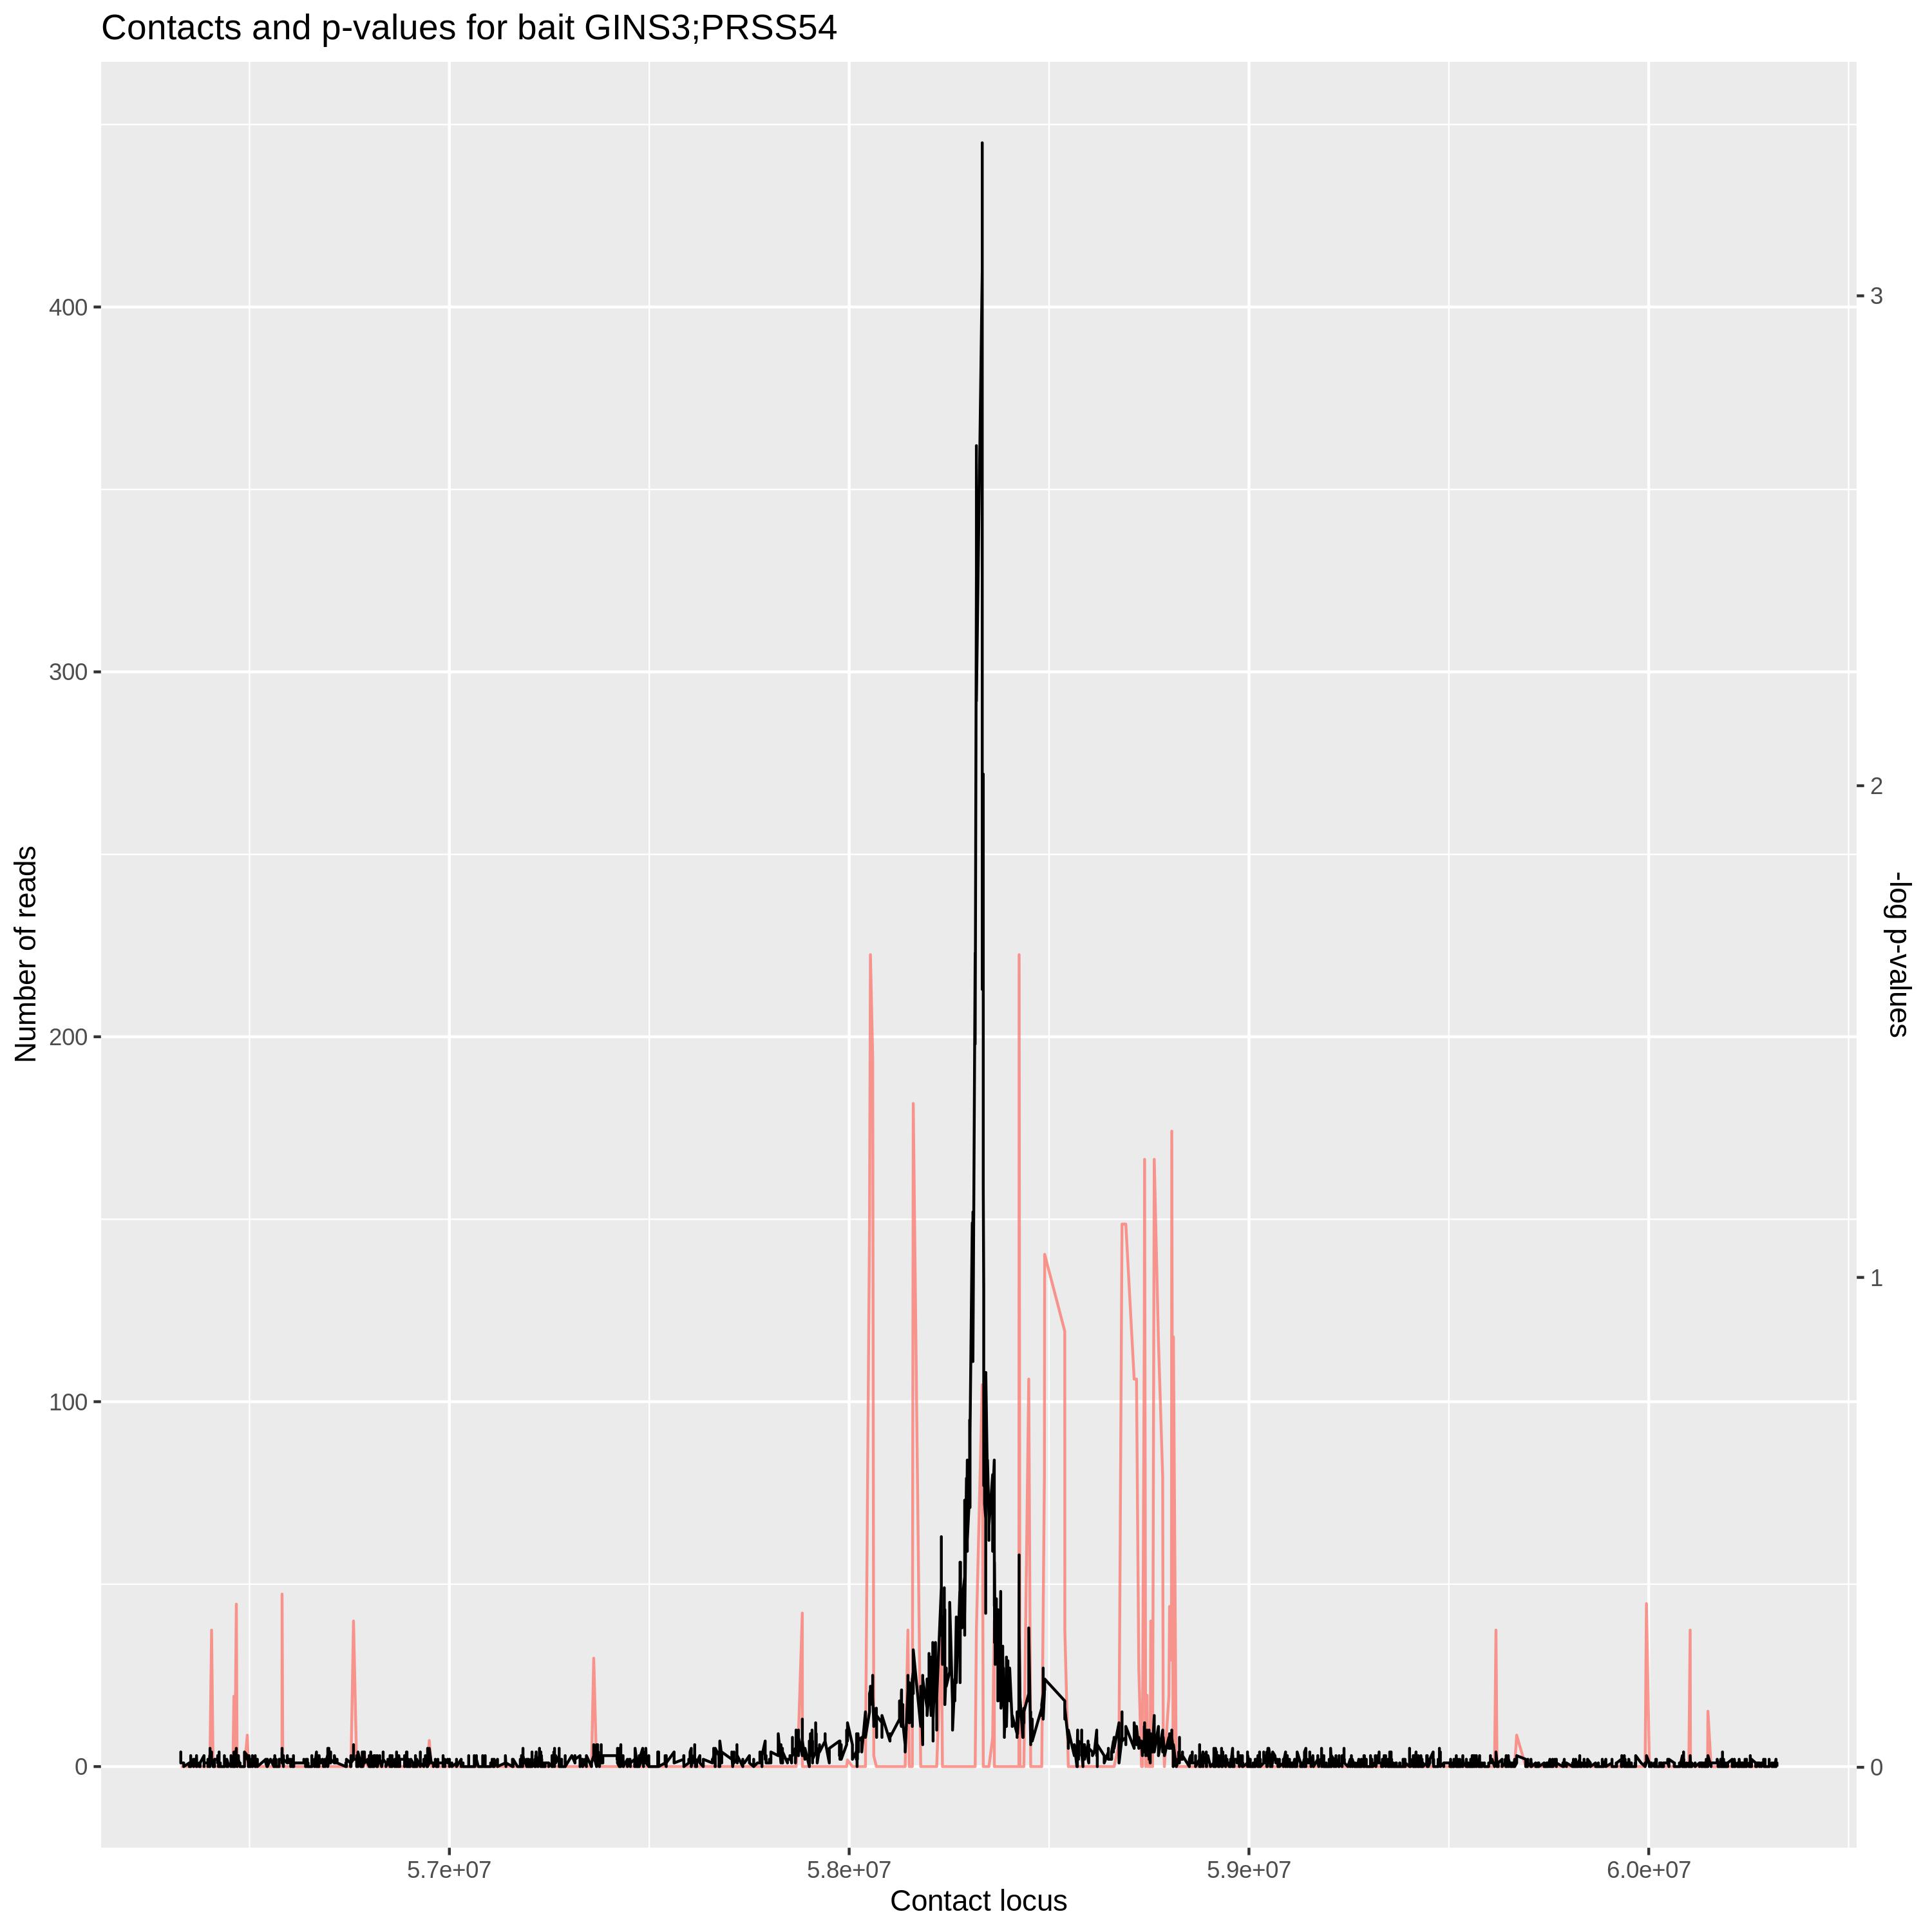 Contacts and p-values for bait GINS3;PRSS54
400
300
200
100
0
Number of reads
3
2
1
0
-log p-values
5.7e+07
5.8e+07
5.9e+07
6.0e+07
Contact locus